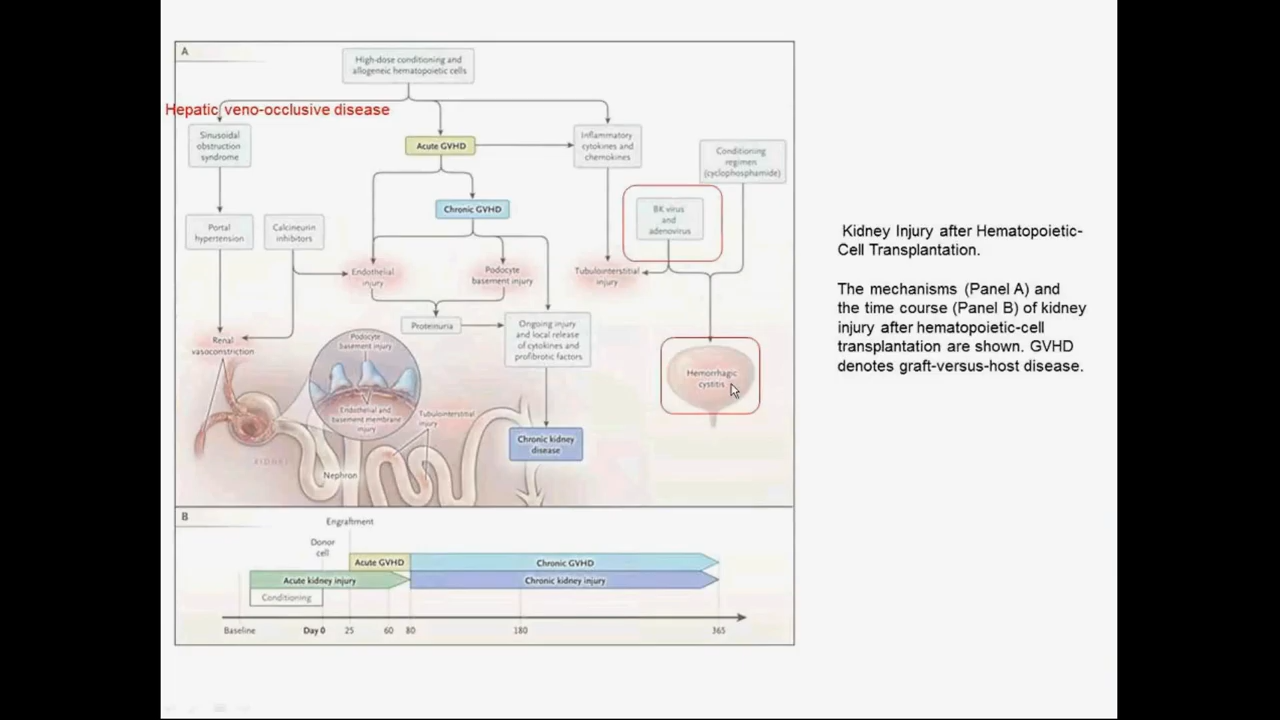 A
High-dose conditioning and
allogeneic hematopoietic cells
Hepatic veno-occlusive disease
Sinusoidal
obstruction
syndrome
Acute GVHD
Inflammatory
cytokines and
chemokines
Conditioning
regimen
(cyclophosphamide)
Chronic GVHD
BK virus
and
adenovirus
Portal
hypertension
Calcineurin
inhibitors
Endothelial
injury
Podocyte
basement injury
Tubulointerstitial
injury
Proteinuria
Ongoing injury
and local release
of cytokines and
profibrotic factors
Renal
vasoconstriction
Podocyte
basement injury
Endothelial and
basement membrane
injury
Tubulointerstitial
injury
Hemorrhagic
cystitis
Chronic kidney
disease
KIDNEY
Nephron
B
Engraftment
Donor
cell
Acute GVHD
Chronic GVHD
Acute kidney injury
Chronic kidney injury
Conditioning
Baseline
Day 0
25
60
80
180
365
Kidney Injury after Hematopoietic-
Cell Transplantation.
The mechanisms (Panel A) and
the time course (Panel B) of kidney
injury after hematopoietic-cell
transplantation are shown. GVHD
denotes graft-versus-host disease.